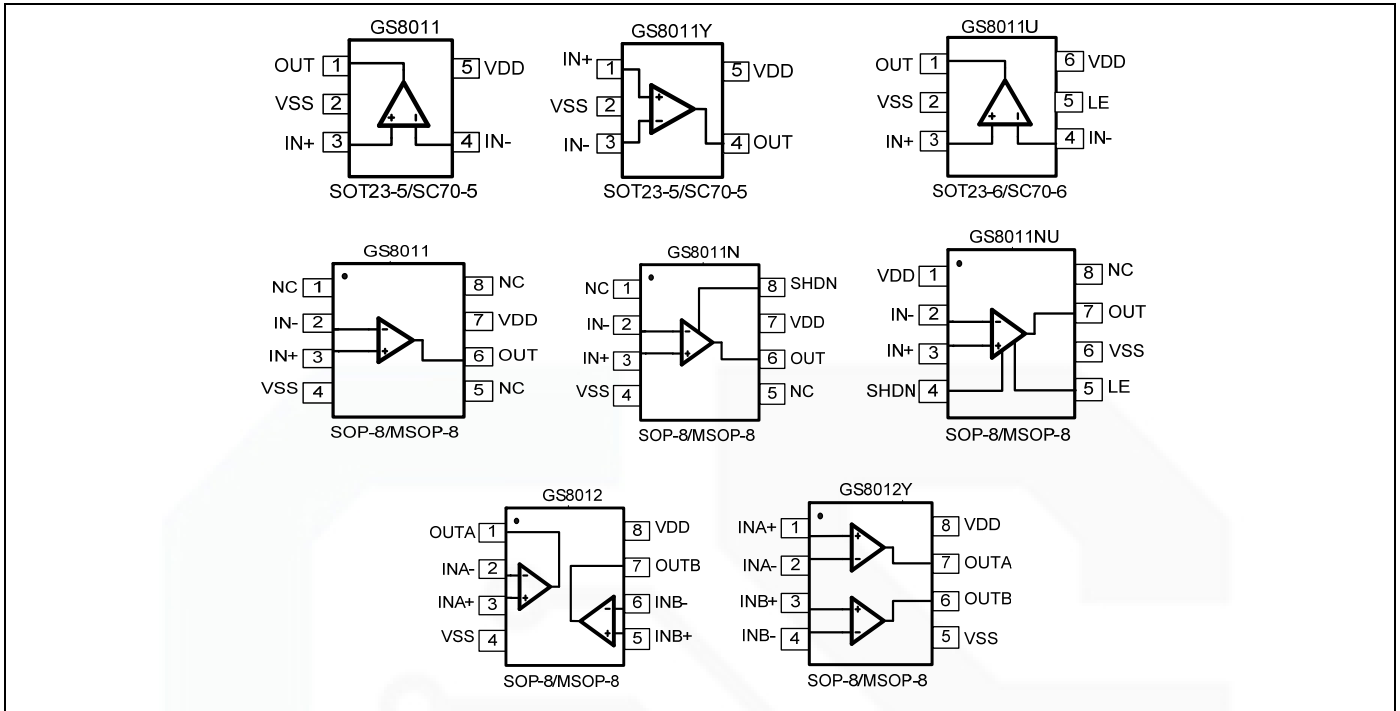 GS8011
OUT 1 5 VDD
VSS 2
IN+ 3 4 IN-
SOT23-5/SC70-5
GS8011Y
IN+ 1 5 VDD
VSS 2
IN- 3 4 OUT
SOT23-5/SC70-5
GS8011U
OUT 1 6 VDD
VSS 2 5 LE
IN+ 3 4 IN-
SOT23-6/SC70-6
GS8011
NC 1 8 NC
IN- 2 7 VDD
IN+ 3 6 OUT
VSS 4 5 NC
SOP-8/MSOP-8
GS8011N
NC 1 8 SHDN
IN- 2 7 VDD
IN+ 3 6 OUT
VSS 4 5 NC
SOP-8/MSOP-8
GS8011NU
VDD 1 8 NC
IN- 2 7 OUT
IN+ 3 6 VSS
SHDN 4 5 LE
SOP-8/MSOP-8
GS8012
OUTA 1 8 VDD
INA- 2 7 OUTB
INA+ 3 6 INB-
VSS 4 5 INB+
SOP-8/MSOP-8
GS8012Y
INA+ 1 8 VDD
INA- 2 7 OUTA
INB+ 3 6 OUTB
INB- 4 5 VSS
SOP-8/MSOP-8